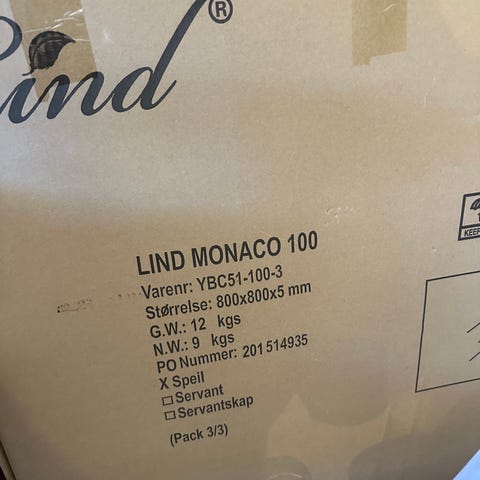 Lind®
LIND MONACO 100
Varenr: YBC51-100-3
Størrelse: 800x800x5 mm
G.W.: 12 kgs
N.W.: 9 kgs
PO Nummer: 201514935
X Speil
☐ Servant
☐ Servantskap
(Pack 3/3)
KEEP